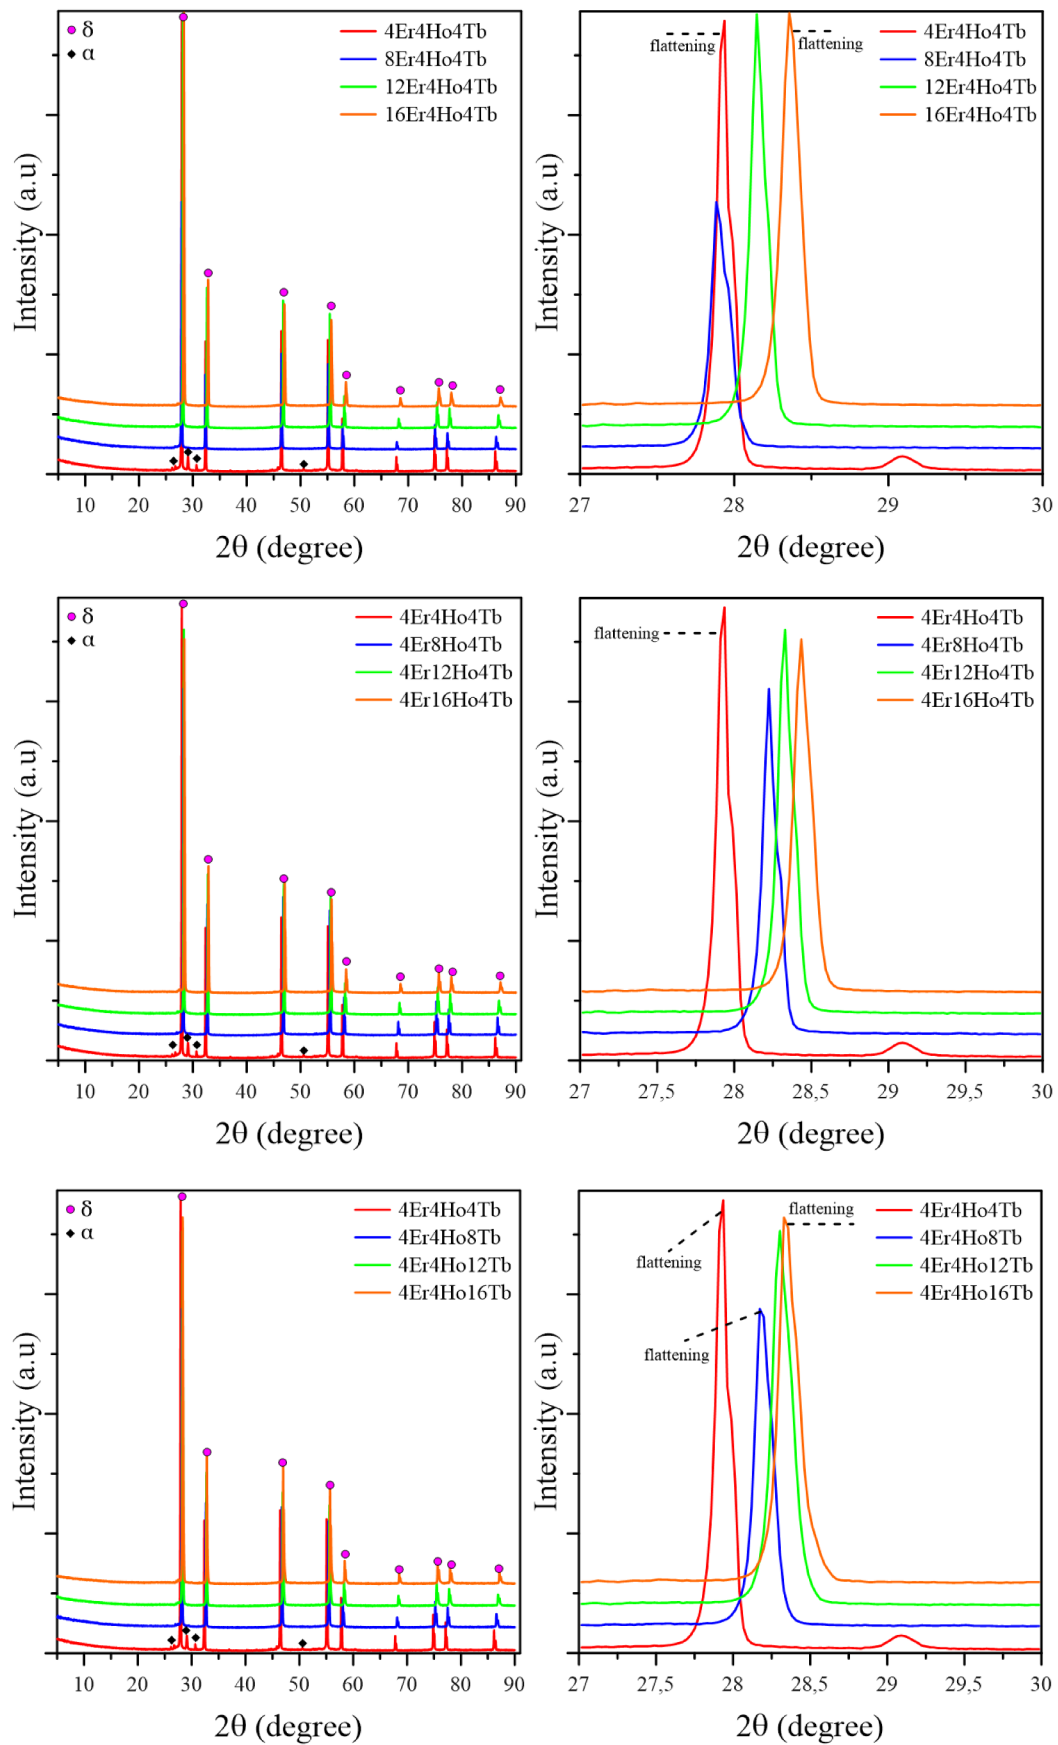 δ
α
4Er4Ho4Tb
8Er4Ho4Tb
12Er4Ho4Tb
16Er4Ho4Tb
Intensity (a.u)
10 20 30 40 50 60 70 80 90
2θ (degree)
flattening
flattening
4Er4Ho4Tb
8Er4Ho4Tb
12Er4Ho4Tb
16Er4Ho4Tb
Intensity (a.u)
27 28 29 30
2θ (degree)
δ
α
4Er4Ho4Tb
4Er8Ho4Tb
4Er12Ho4Tb
4Er16Ho4Tb
Intensity (a.u)
10 20 30 40 50 60 70 80 90
2θ (degree)
flattening
4Er4Ho4Tb
4Er8Ho4Tb
4Er12Ho4Tb
4Er16Ho4Tb
Intensity (a.u)
27 27,5 28 28,5 29 29,5 30
2θ (degree)
δ
α
4Er4Ho4Tb
4Er4Ho8Tb
4Er4Ho12Tb
4Er4Ho16Tb
Intensity (a.u)
10 20 30 40 50 60 70 80 90
2θ (degree)
flattening
flattening
flattening
4Er4Ho4Tb
4Er4Ho8Tb
4Er4Ho12Tb
4Er4Ho16Tb
Intensity (a.u)
27 27,5 28 28,5 29 29,5 30
2θ (degree)